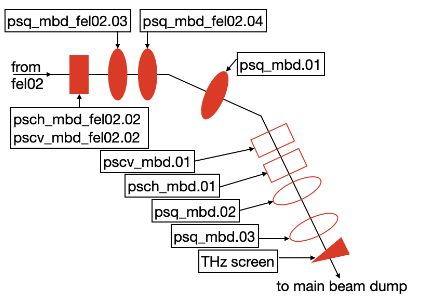 psq_mbd_fel02.03
psq_mbd_fel02.04
from
fel02
psq_mbd.01
psch_mbd_fel02.02
pscv_mbd_fel02.02
pscv_mbd.01
psch_mbd.01
psq_mbd.02
psq_mbd.03
THz screen
to main beam dump